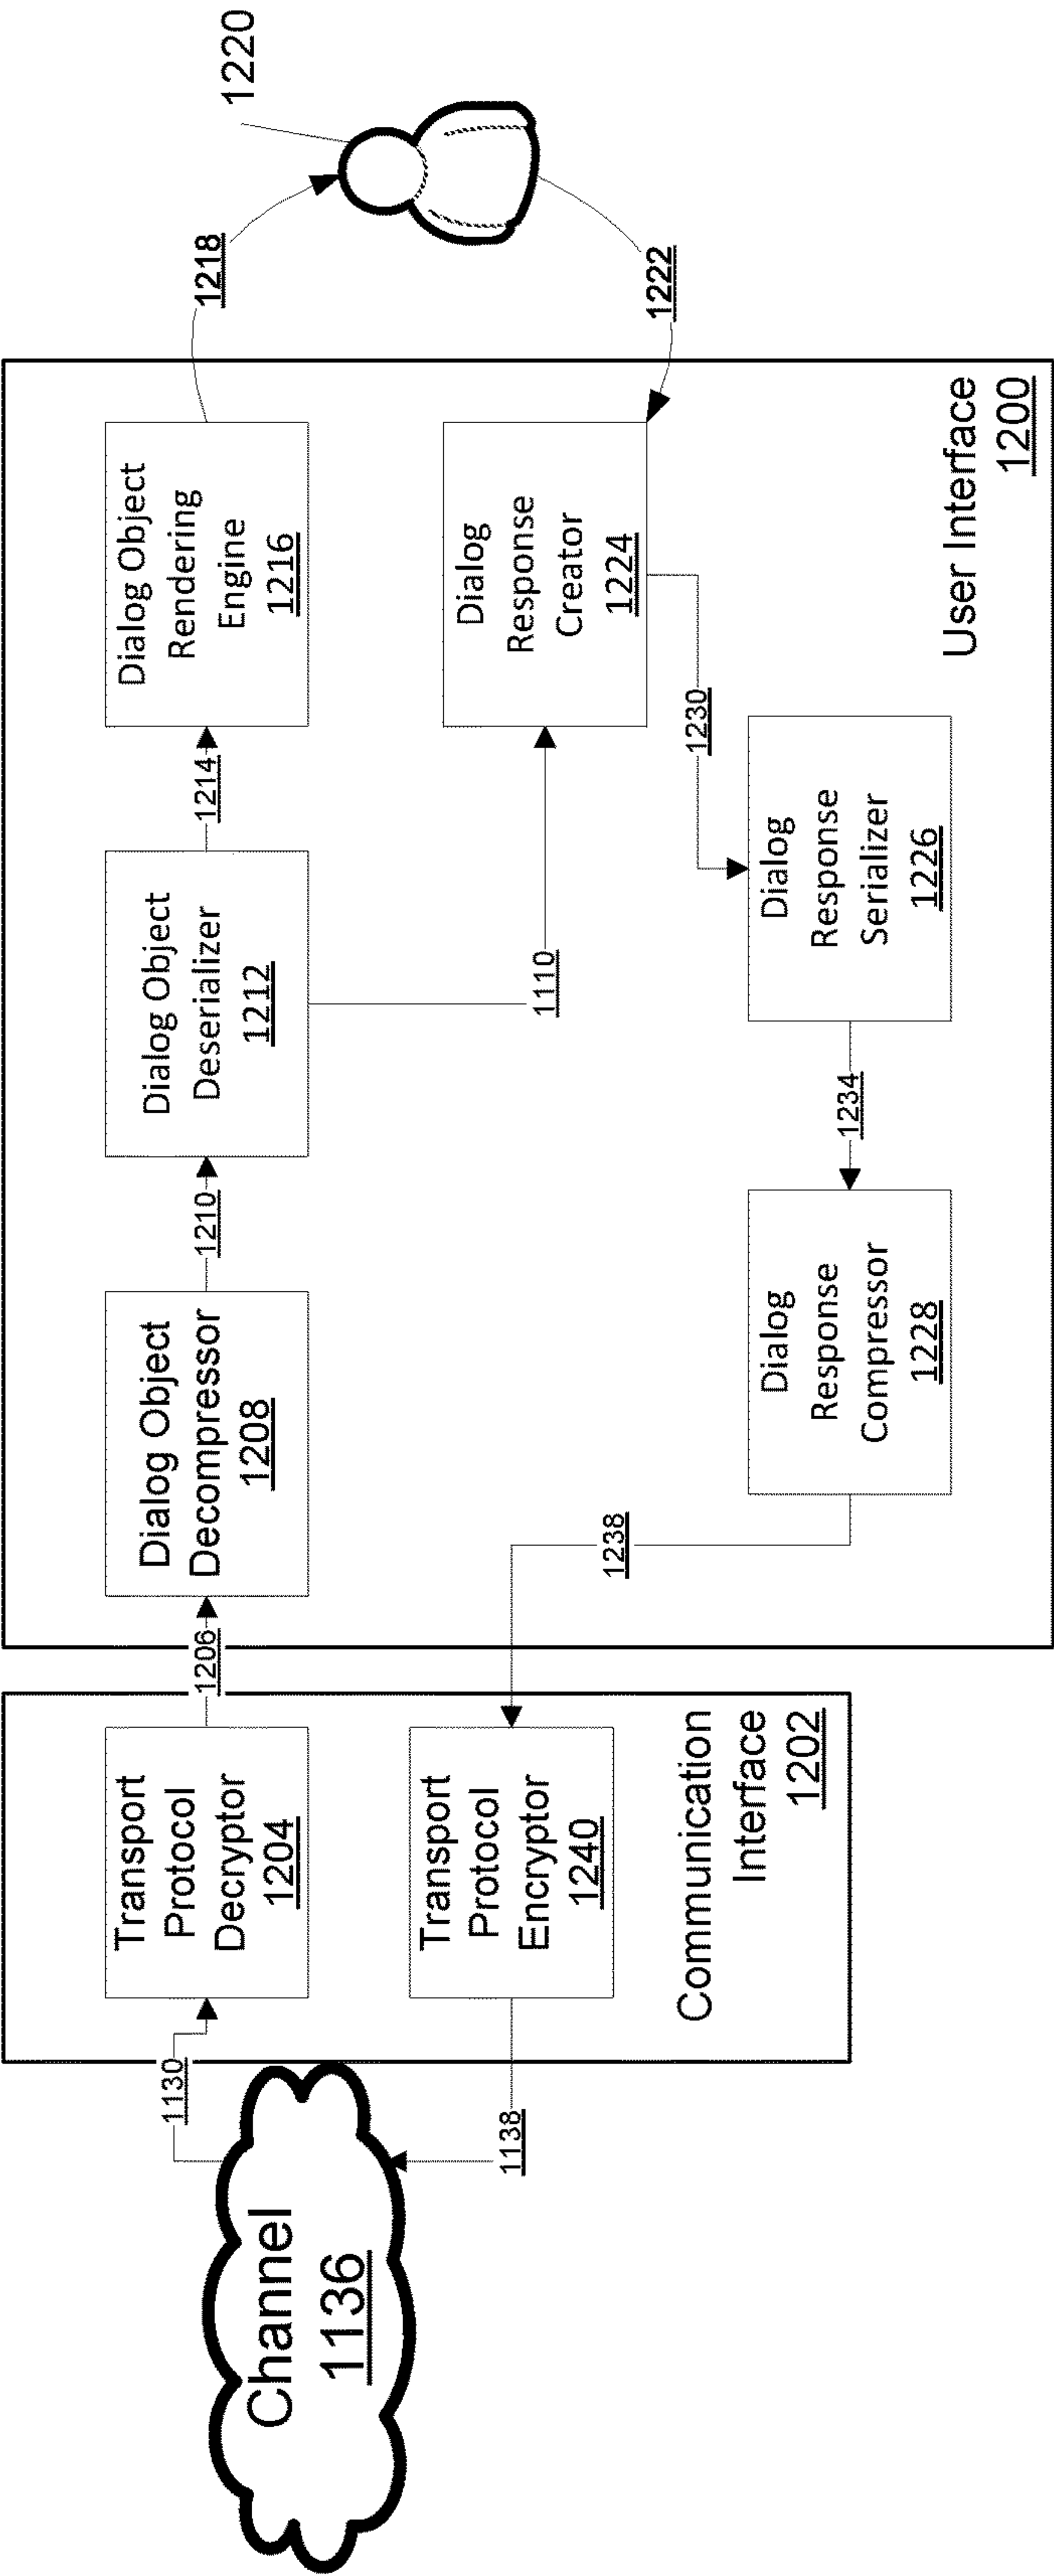 Channel
1136
1130
1138
Transport
Protocol
Decryptor
1204
Transport
Protocol
Encryptor
1240
Communication
Interface
1202
1206
Dialog Object
Decompressor
1208
1210
Dialog Object
Deserializer
1212
1214
Dialog Object
Rendering
Engine
1216
1218
1220
1222
1110
Dialog
Response
Creator
1224
1230
Dialog
Response
Serializer
1226
1234
Dialog
Response
Compressor
1228
1238
User Interface
1200